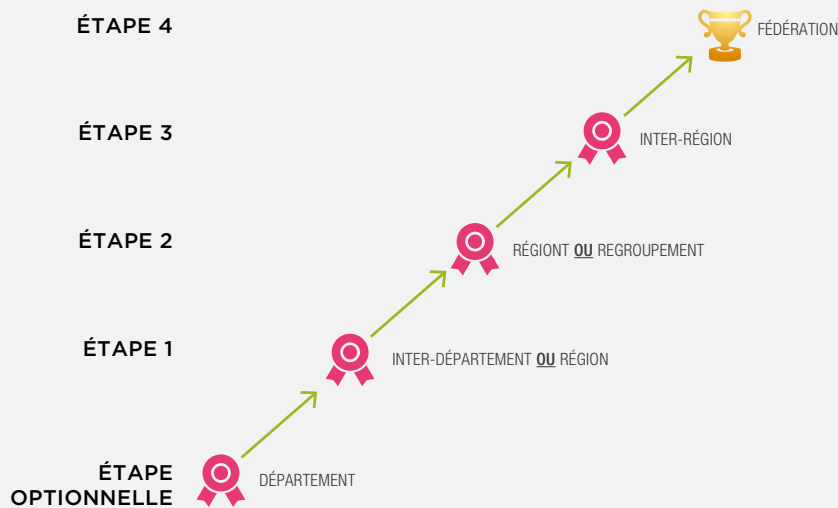 ÉTAPE 4
FÉDÉRATION
ÉTAPE 3
INTER-RÉGION
ÉTAPE 2
RÉGIONT OU REGROUPEMENT
ÉTAPE 1
INTER-DÉPARTEMENT OU RÉGION
ÉTAPE
OPTIONNELLE
DÉPARTEMENT